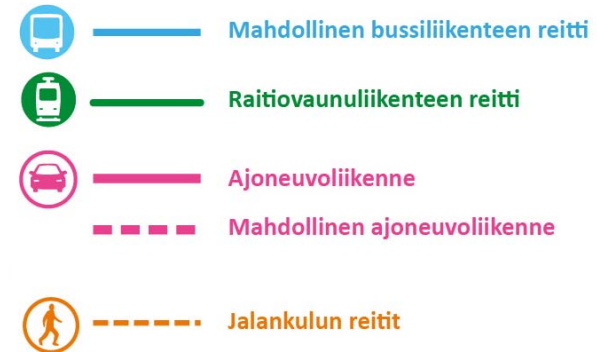 Mahdollinen bussiliikenteen reitti
Raitiovaunuliikenteen reitti
Ajoneuvoliikenne
Mahdollinen ajoneuvoliikenne
Jalankulun reitit